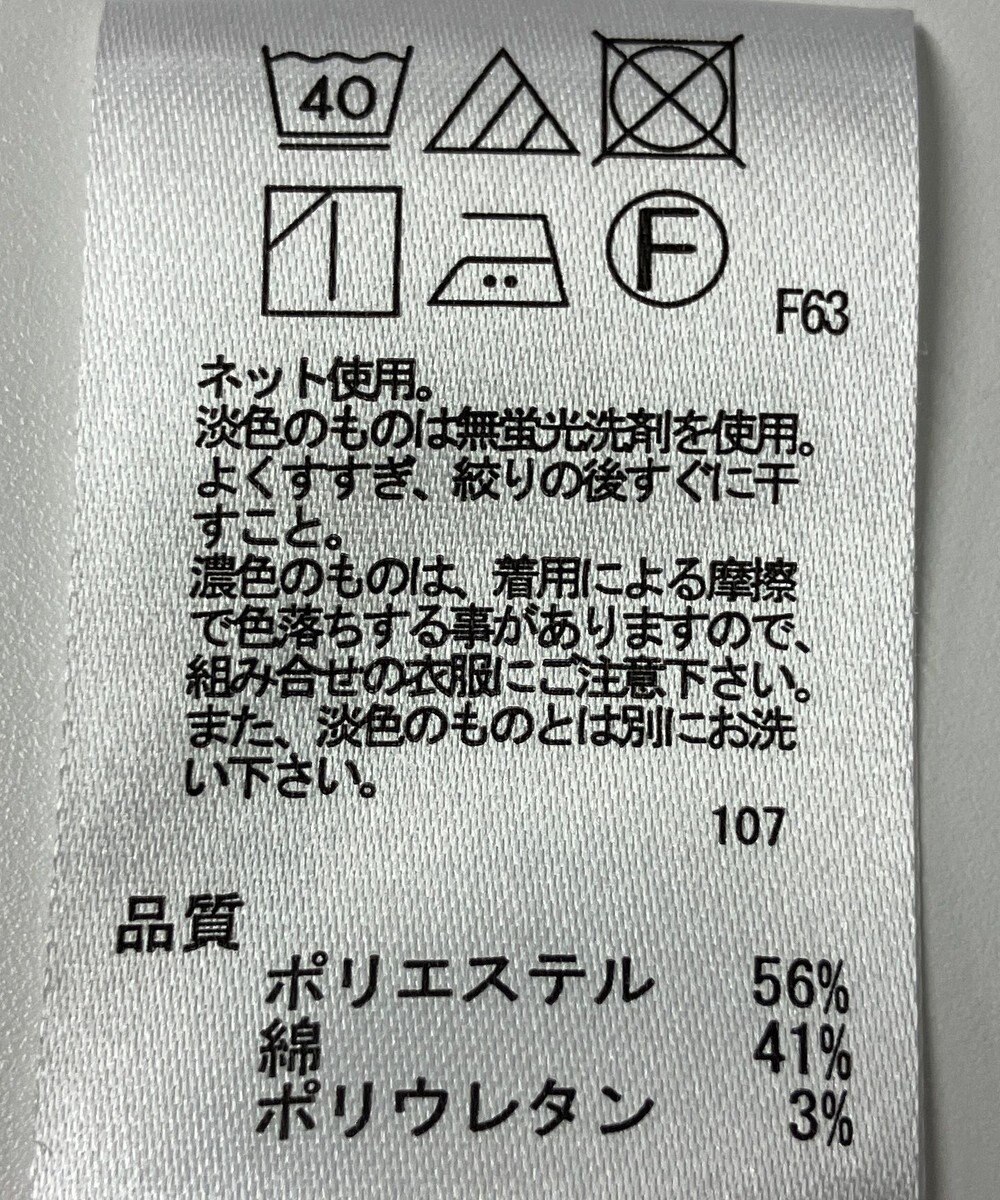 40
F
F63
ネット使用。
淡色のものは無蛍光洗剤を使用。
よくすすぎ、絞りの後すぐに干
すこと。
濃色のものは、着用による摩擦
で色落ちする事がありますので、
組み合せの衣服にご注意下さい。
また、淡色のものとは別にお洗
い下さい。
107
品質
ポリエステル 56%
綿 41%
ポリウレタン 3%